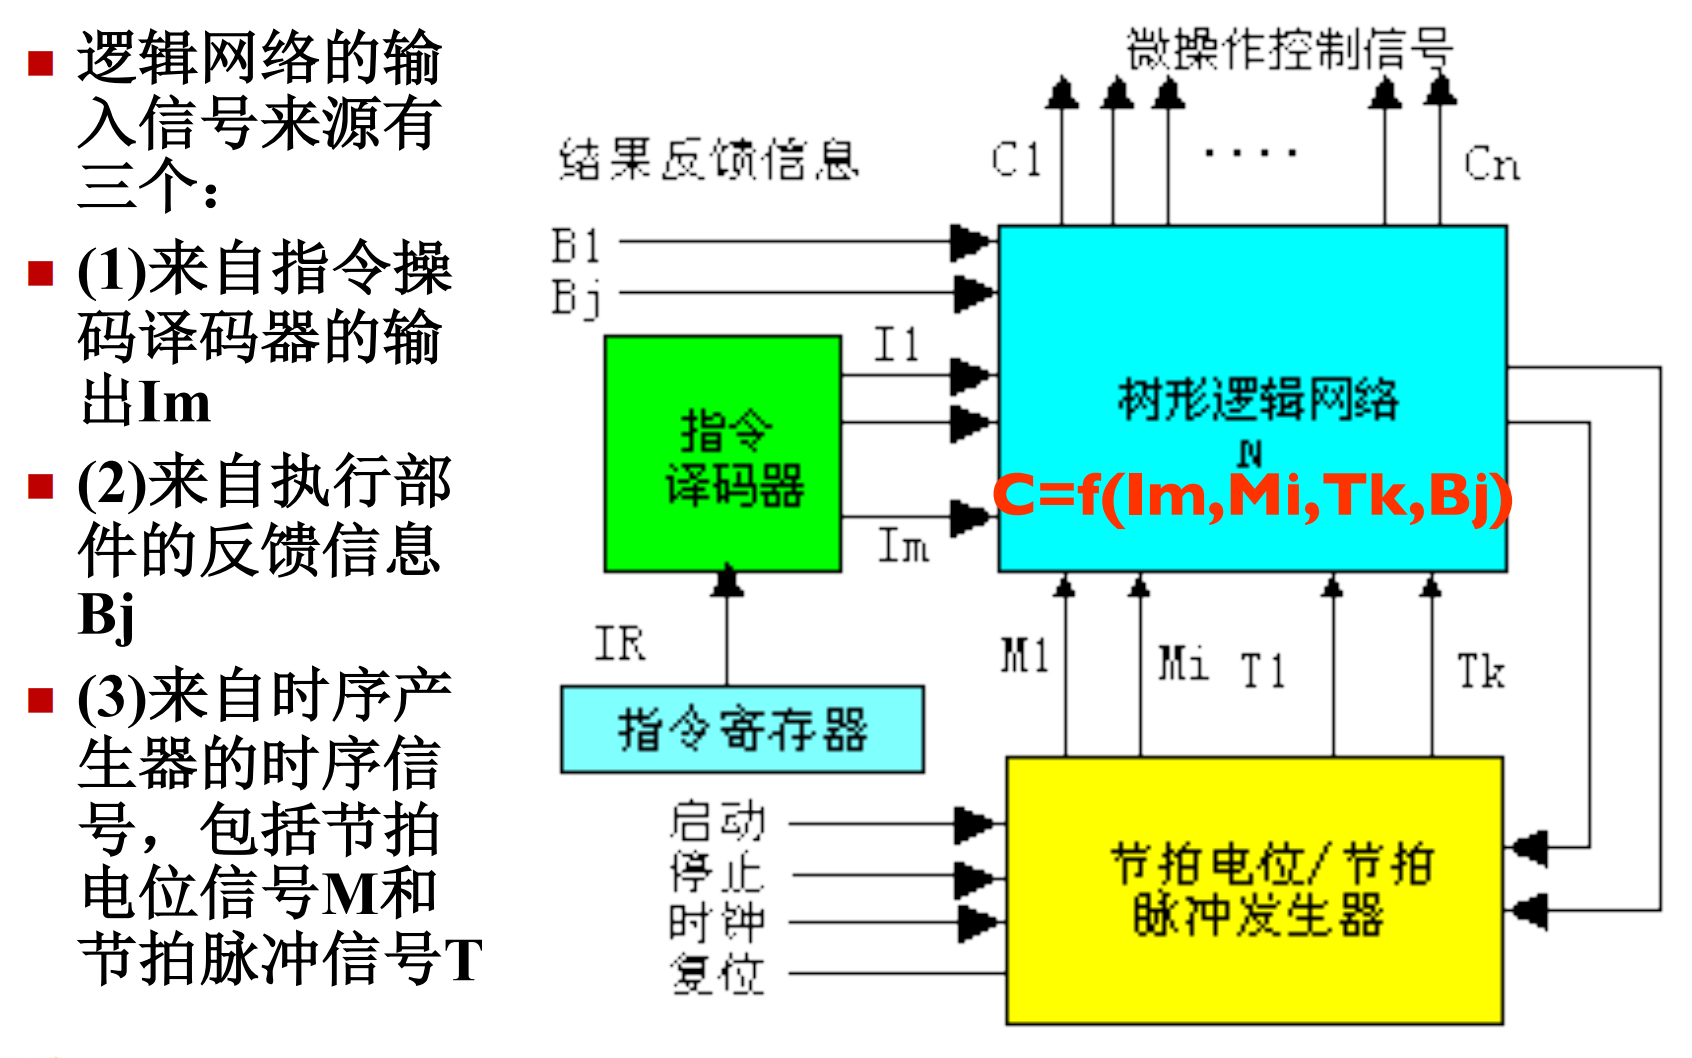 逻辑网络的输
入信号来源有
三个：
(1)来自指令操
码译码器的输
出Im
(2)来自执行部
件的反馈信息
Bj
(3)来自时序产
生器的时序信
号，包括节拍
电位信号M和
节拍脉冲信号T
微操作控制信号
结果反馈信息
C1
····
Cn
B1
Bj
I1
指令
译码器
Im
树形逻辑网络
N
C=f(Im,Mi,Tk,Bj)
IR
M1
Mi
T1
Tk
指令寄存器
启动
停止
时钟
复位
节拍电位/节拍
脉冲发生器